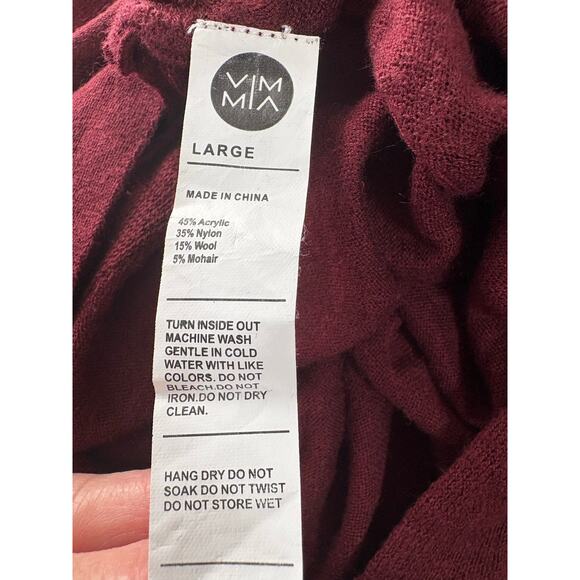 VIM
MIA
LARGE
MADE IN CHINA
45% Acrylic
35% Nylon
15% Wool
5% Mohair
TURN INSIDE OUT
MACHINE WASH
GENTLE IN COLD
WATER WITH LIKE
COLORS. DO NOT
BLEACH.DO NOT
IRON.DO NOT DRY
CLEAN.
HANG DRY DO NOT
SOAK DO NOT TWIST
DO NOT STORE WET